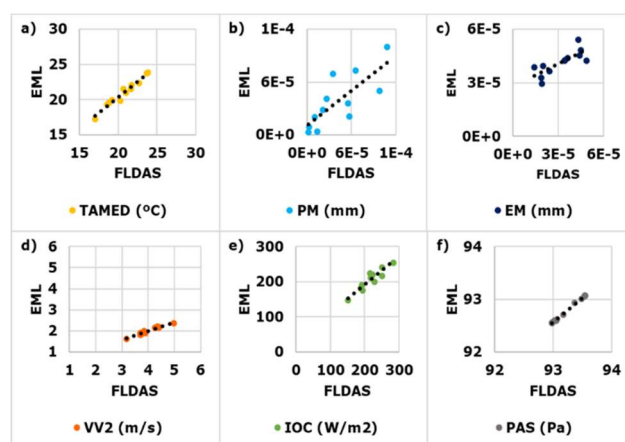 a)
30
25
20
15
EML
15 20 25 30
FLDAS
TAMED (ºC)
b)
1E-4
6E-5
0E+0
EML
0E+0 6E-5 1E-4
FLDAS
PM (mm)
c)
6E-5
3E-5
0E+0
EML
0E+0 3E-5 6E-5
FLDAS
EM (mm)
d)
6
5
4
3
2
1
EML
1 2 3 4 5 6
FLDAS
VV2 (m/s)
e)
300
200
100
0
EML
0 100 200 300
FLDAS
IOC (W/m2)
f)
94
93
92
EML
92 93 94
FLDAS
PAS (Pa)